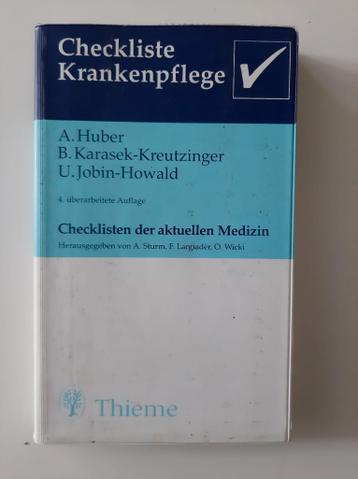 Checkliste
Krankenpflege
A. Huber
B. Karasek-Kreutzinger
U. Jobin-Howald
4. überarbeitete Auflage
Checklisten der aktuellen Medizin
Herausgegeben von A. Sturm, F. Largiadèr, O. Wicki
Thieme